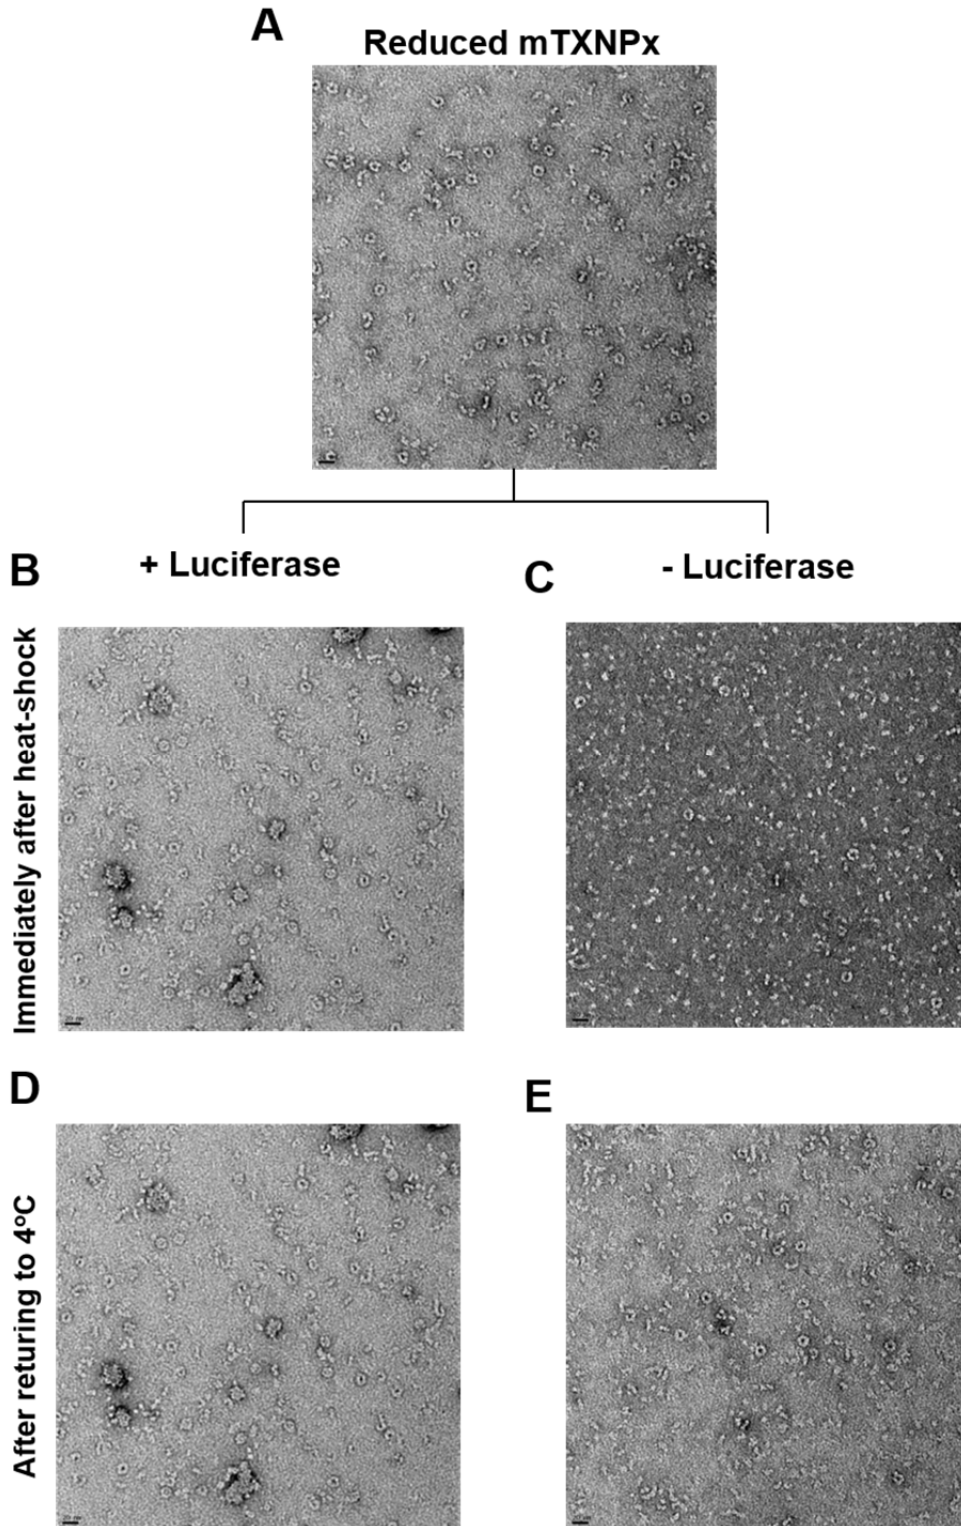 A
Reduced mTXNPx
B
+ Luciferase
C
- Luciferase
Immediately after heat-shock
D
E
After returing to 4ºC